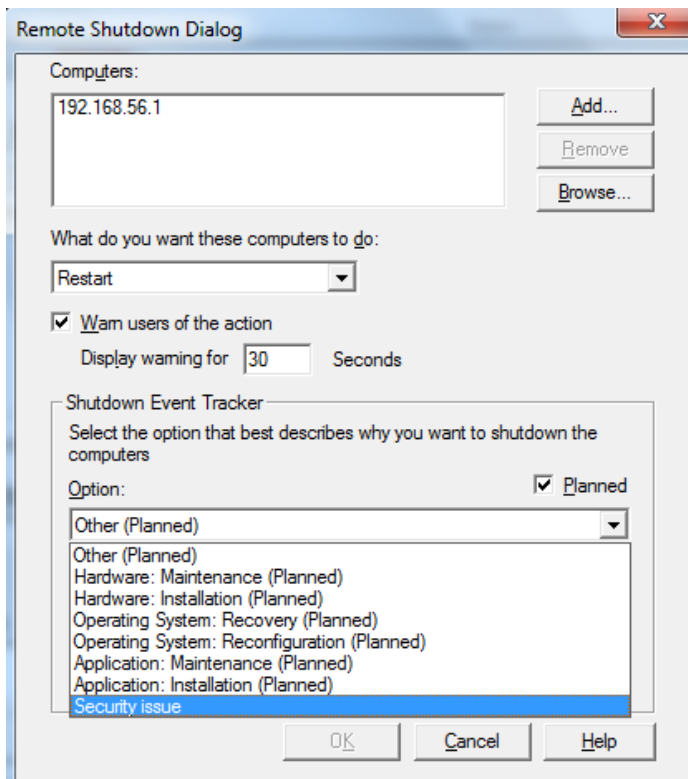 Remote Shutdown Dialog
Computers:
192.168.56.1
Add...
Remove
Browse...
What do you want these computers to do:
Restart
Warn users of the action
Display warning for 30 Seconds
Shutdown Event Tracker
Select the option that best describes why you want to shutdown the
computers
Option:
Planned
Other (Planned)
Other (Planned)
Hardware: Maintenance (Planned)
Hardware: Installation (Planned)
Operating System: Recovery (Planned)
Operating System: Reconfiguration (Planned)
Application: Maintenance (Planned)
Application: Installation (Planned)
Security issue
OK Cancel Help